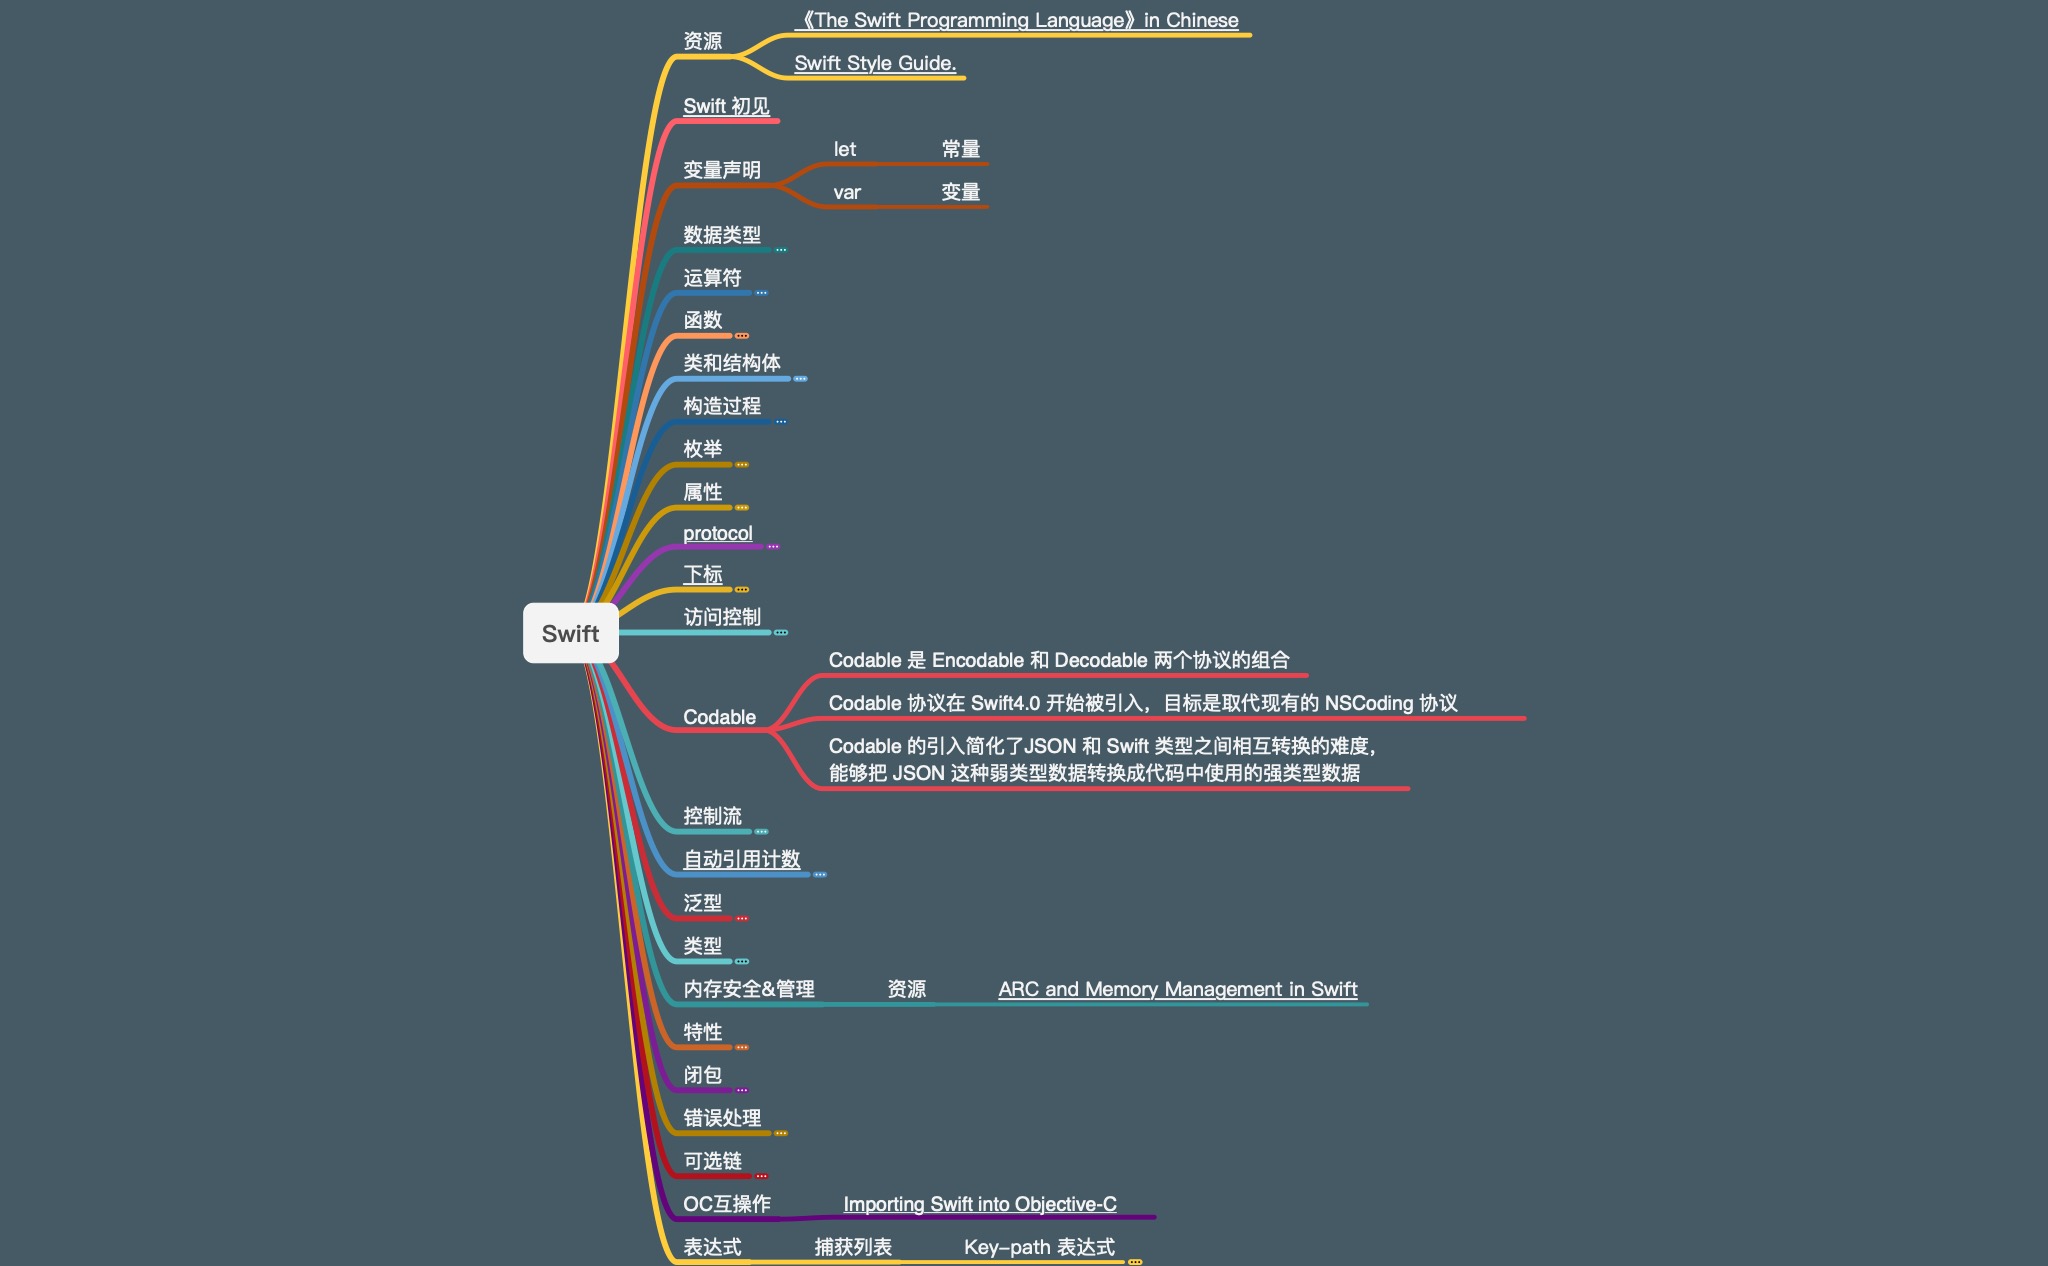 《The Swift Programming Language》in Chinese
资源
Swift Style Guide.
Swift 初见
let 常量
变量声明
var 变量
数据类型
运算符
函数
类和结构体
构造过程
枚举
属性
protocol
下标
访问控制
Swift
Codable 是 Encodable 和 Decodable 两个协议的组合
Codable 协议在 Swift4.0 开始被引入，目标是取代现有的 NSCoding 协议
Codable
Codable 的引入简化了JSON 和 Swift 类型之间相互转换的难度，
能够把 JSON 这种弱类型数据转换成代码中使用的强类型数据
控制流
自动引用计数
泛型
类型
内存安全&管理 资源 ARC and Memory Management in Swift
特性
闭包
错误处理
可选链
OC互操作 Importing Swift into Objective-C
表达式 捕获列表 Key-path 表达式